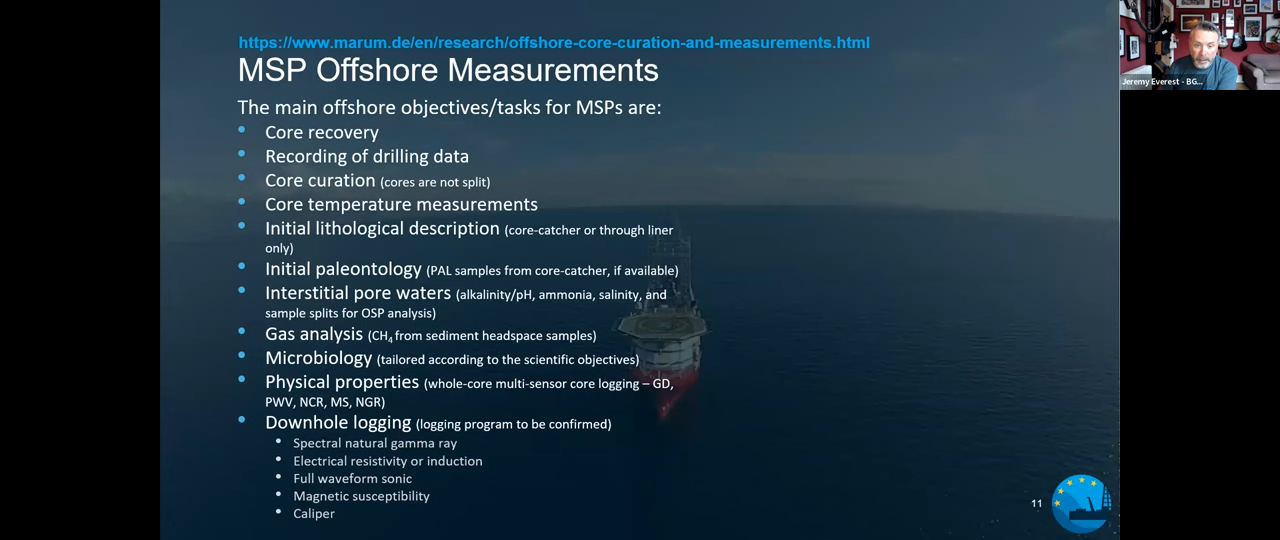 https://www.marum.de/en/research/offshore-core-curation-and-measurements.html
MSP Offshore Measurements
The main offshore objectives/tasks for MSPs are:
• Core recovery
• Recording of drilling data
• Core curation (cores are not split)
• Core temperature measurements
• Initial lithological description (core-catcher or through liner
only)
• Initial paleontology (PAL samples from core-catcher, if available)
• Interstitial pore waters (alkalinity/pH, ammonia, salinity, and
sample splits for OSP analysis)
• Gas analysis (CH₄ from sediment headspace samples)
• Microbiology (tailored according to the scientific objectives)
• Physical properties (whole-core multi-sensor core logging – GD,
PWV, NCR, MS, NGR)
• Downhole logging (logging program to be confirmed)
• Spectral natural gamma ray
• Electrical resistivity or induction
• Full waveform sonic
• Magnetic susceptibility
• Caliper
11
Jeremy Everest - BG...